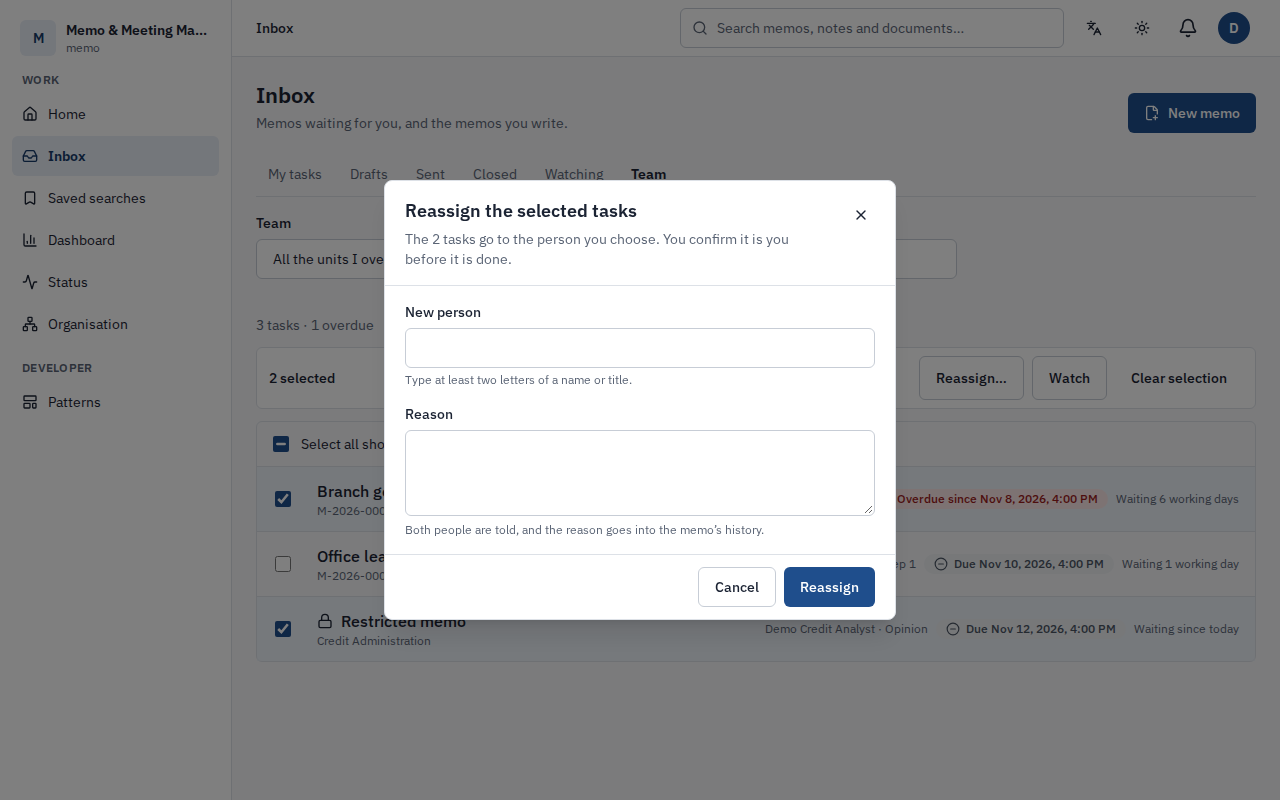 M
Memo & Meeting Ma...
memo
WORK
Home
Inbox
Saved searches
Dashboard
Status
Organisation
DEVELOPER
Patterns
Inbox
Search memos, notes and documents...
D
Inbox
Memos waiting for you, and the memos you write.
New memo
My tasks
Drafts
Sent
Closed
Watching
Team
Team
All the units I ove
3 tasks · 1 overdue
2 selected
Reassign...
Watch
Clear selection
Select all sho
Branch g
M-2026-000
Overdue since Nov 8, 2026, 4:00 PM
Waiting 6 working days
Office lea
M-2026-000
ep 1
Due Nov 10, 2026, 4:00 PM
Waiting 1 working day
Restricted memo
Credit Administration
Demo Credit Analyst · Opinion
Due Nov 12, 2026, 4:00 PM
Waiting since today
Reassign the selected tasks
The 2 tasks go to the person you choose. You confirm it is you
before it is done.
New person
Type at least two letters of a name or title.
Reason
Both people are told, and the reason goes into the memo’s history.
Cancel
Reassign